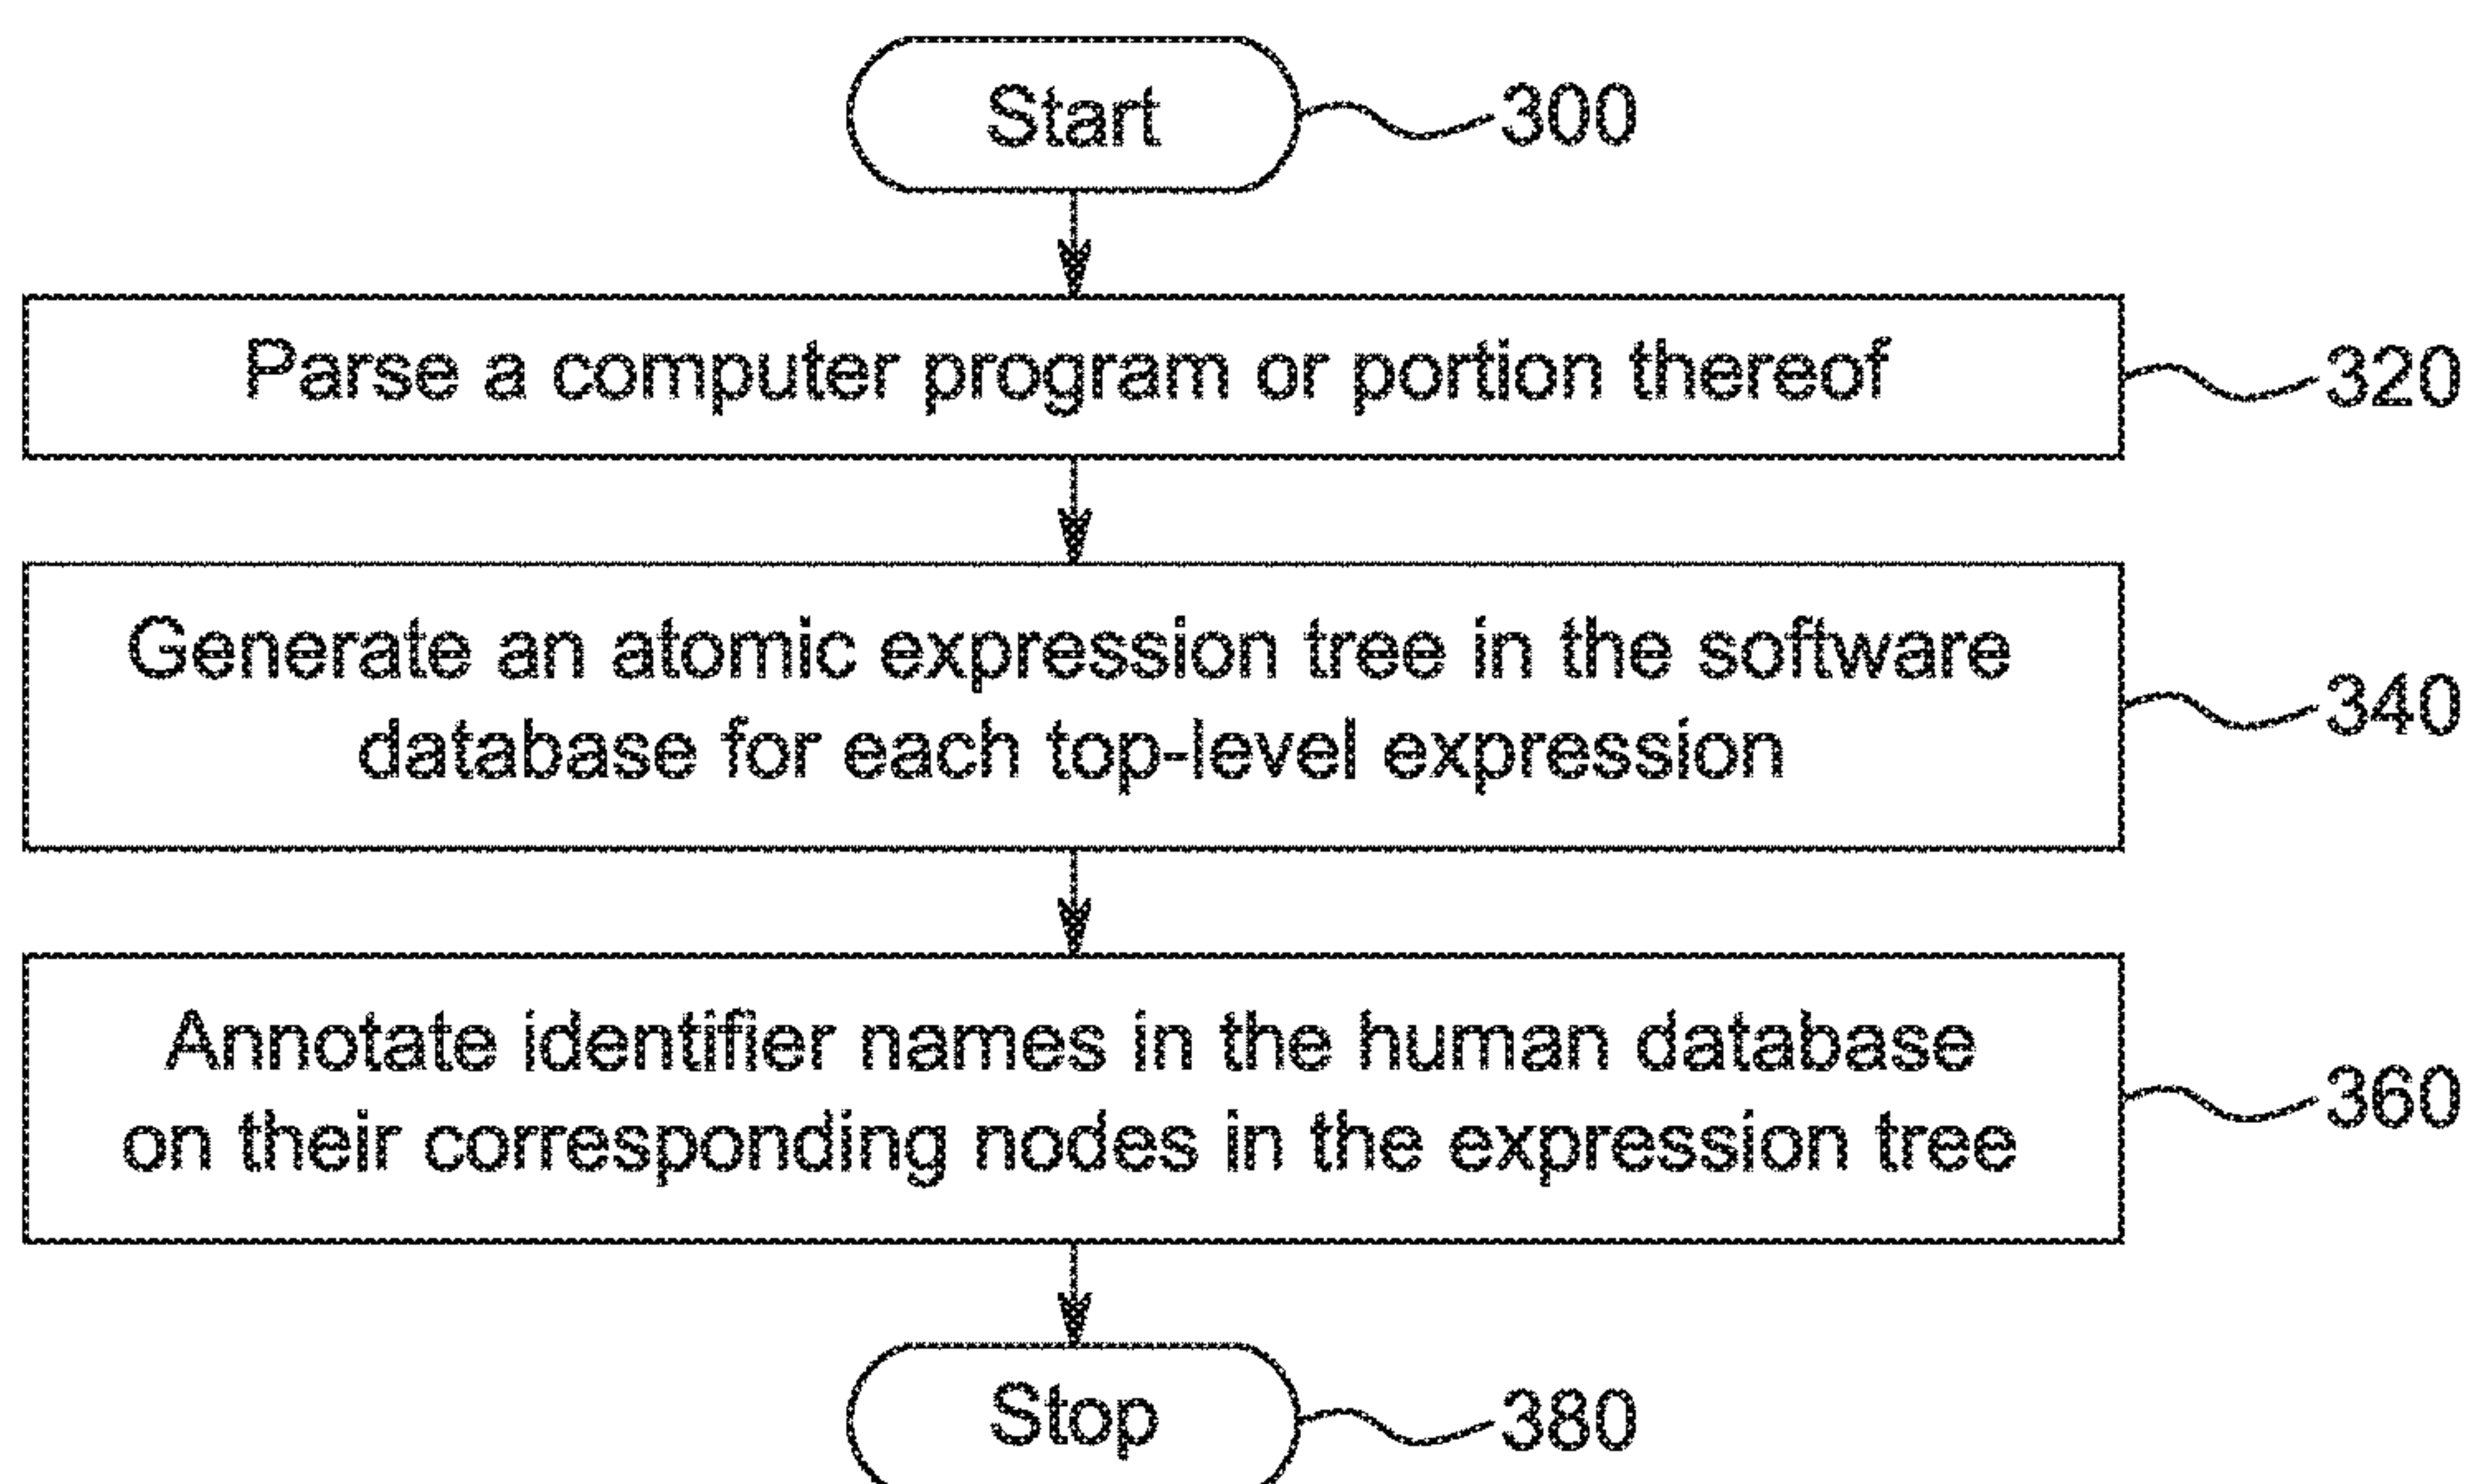 Start
300
Parse a computer program or portion thereof
320
Generate an atomic expression tree in the software
database for each top-level expression
340
Annotate identifier names in the human database
on their corresponding nodes in the expression tree
360
Stop
380